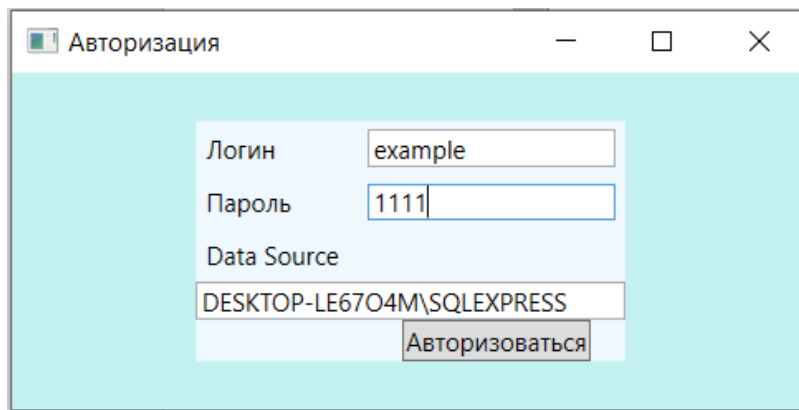 Авторизация
Логин example
Пароль 1111
Data Source
DESKTOP-LE67O4M\SQLEXPRESS
Авторизоваться